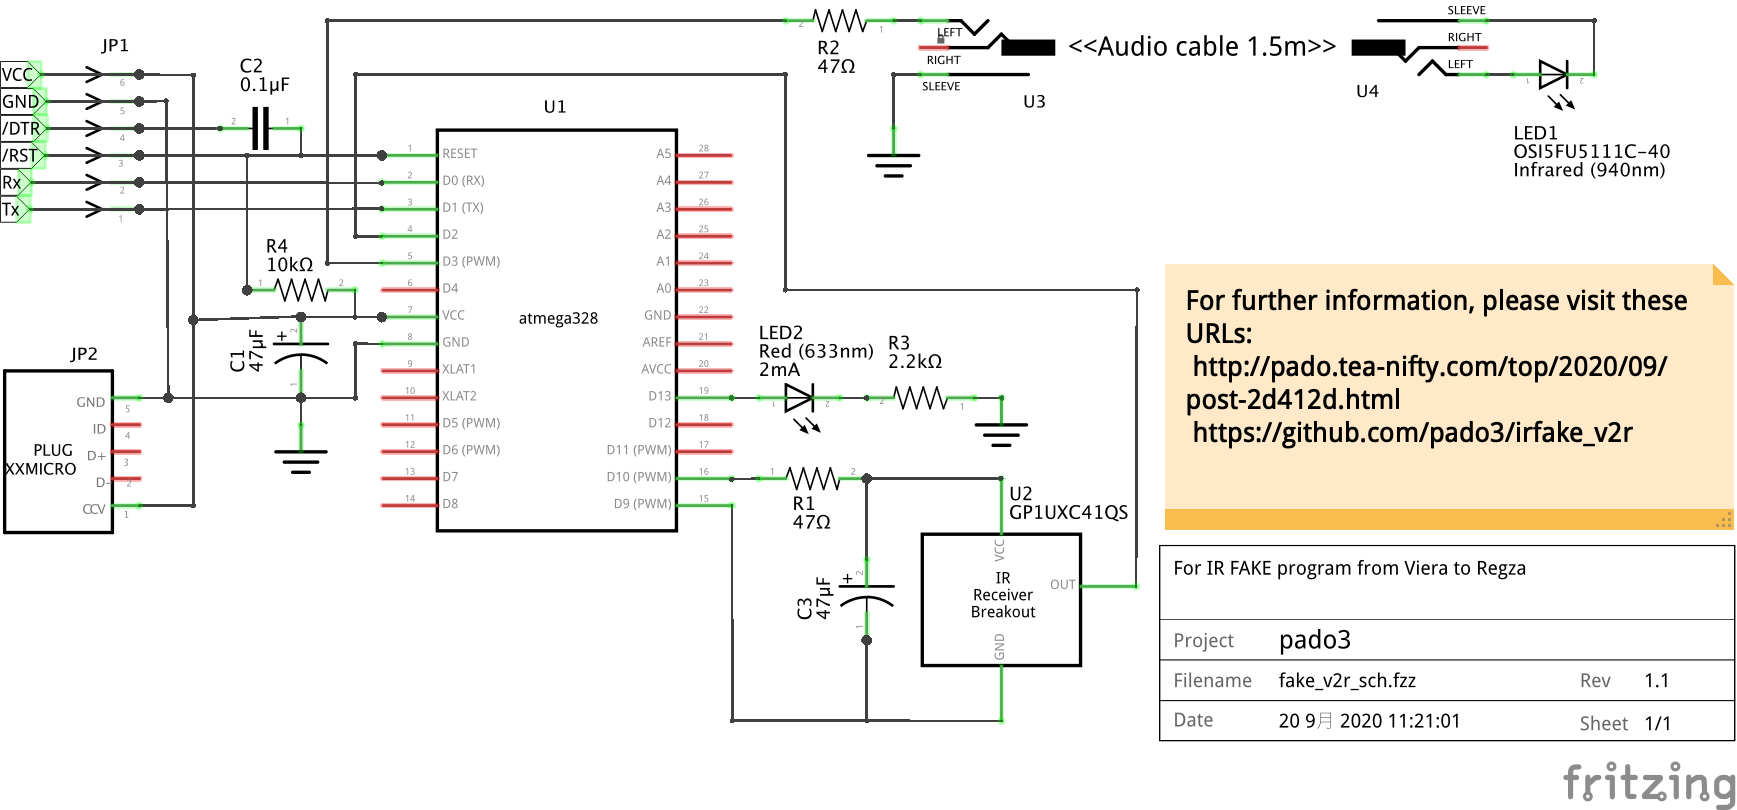 JP1
VCC
GND
/DTR
/RST
Rx
Tx
6
5
4
3
2
1
C2
0.1µF
2
1
R4
10kΩ
1
2
C1
47µF
+
2
1
JP2
PLUG
XXMICRO
GND
ID
D+
D-
CCV
5
4
3
2
1
U1
atmega328
1 RESET
2 D0 (RX)
3 D1 (TX)
4 D2
5 D3 (PWM)
6 D4
7 VCC
8 GND
9 XLAT1
10 XLAT2
11 D5 (PWM)
12 D6 (PWM)
13 D7
14 D8
A5 28
A4 27
A3 26
A2 25
A1 24
A0 23
GND 22
AREF 21
AVCC 20
D13 19
D12 18
D11 (PWM) 17
D10 (PWM) 16
D9 (PWM) 15
2
1
R2
47Ω
LEFT
RIGHT
SLEEVE
U3
<<Audio cable 1.5m>>
SLEEVE
RIGHT
LEFT
U4
1
2
LED1
OSI5FU5111C-40
Infrared (940nm)
LED2
Red (633nm)
2mA
1
2
R3
2.2kΩ
2
1
1
2
R1
47Ω
C3
47µF
+
2
1
U2
GP1UXC41QS
VCC
IR
Receiver
Breakout
OUT
GND
For further information, please visit these
URLs:
http://pado.tea-nifty.com/top/2020/09/
post-2d412d.html
https://github.com/pado3/irfake_v2r
For IR FAKE program from Viera to Regza
Project pado3
Filename fake_v2r_sch.fzz Rev 1.1
Date 20 9月 2020 11:21:01 Sheet 1/1
fritzing